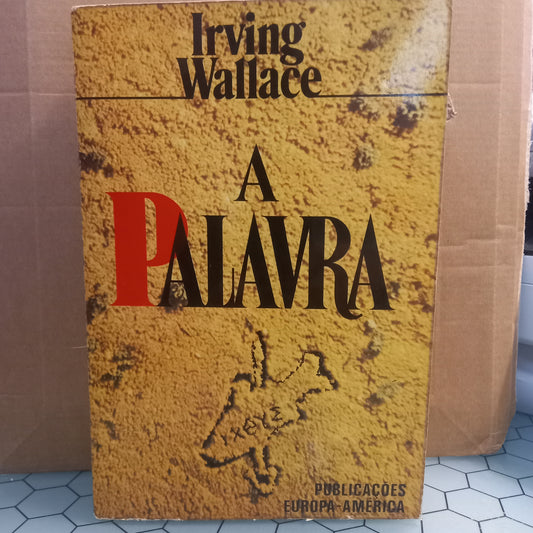 Irving
Wallace
A
PALAVRA
ΙΧΘΥΣ
PUBLICAÇÕES
EUROPA-AMÉRICA